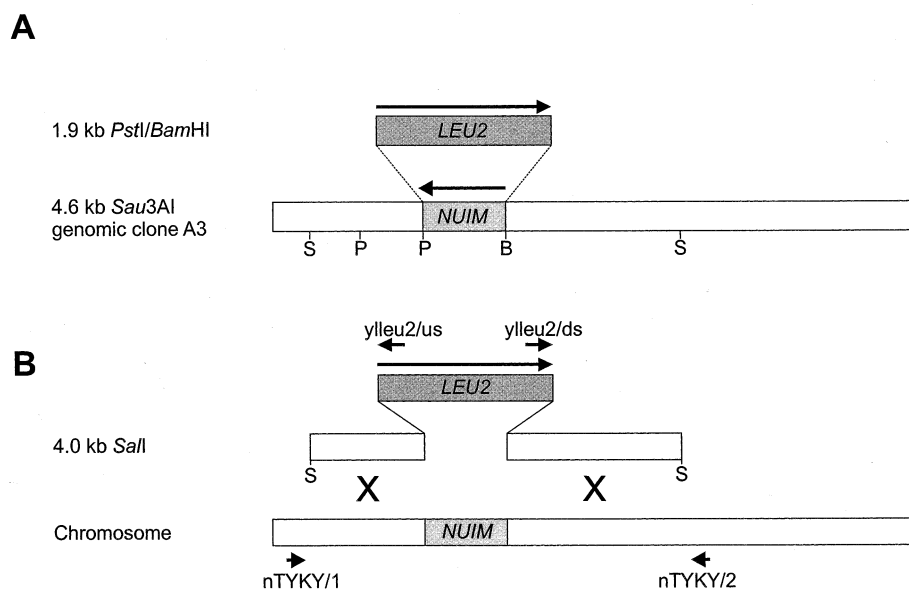 A
1.9 kb PstI/BamHI
LEU2
4.6 kb Sau3AI
genomic clone A3
NUIM
S P P B S
ylleu2/us ylleu2/ds
B
LEU2
4.0 kb SalI
S S
X X
Chromosome
NUIM
nTYKY/1 nTYKY/2